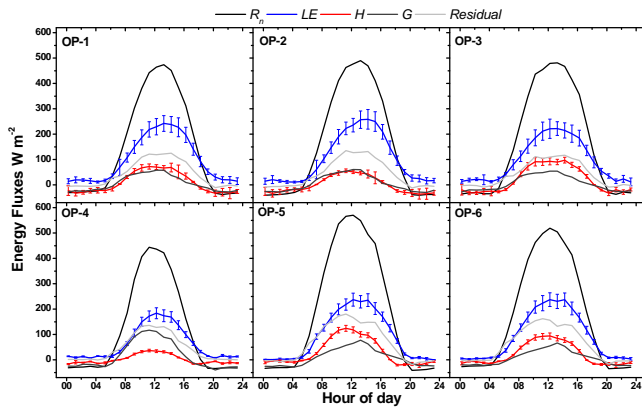 R_n LE H G Residual
OP-1 OP-2 OP-3
600
500
400
300
200
100
0
OP-4 OP-5 OP-6
600
500
400
300
200
100
0
Energy Fluxes W m⁻²
00 04 08 12 16 20 24 00 04 08 12 16 20 24 00 04 08 12 16 20 24
Hour of day